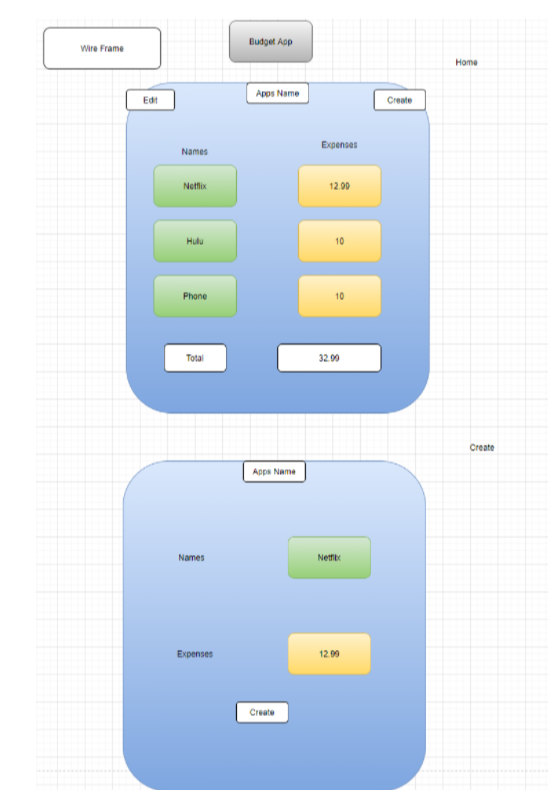 Wire Frame
Budget App
Home
Edit
Apps Name
Create
Names
Expenses
Netflix
12.99
Hulu
10
Phone
10
Total
32.99
Create
Apps Name
Names
Netflix
Expenses
12.99
Create